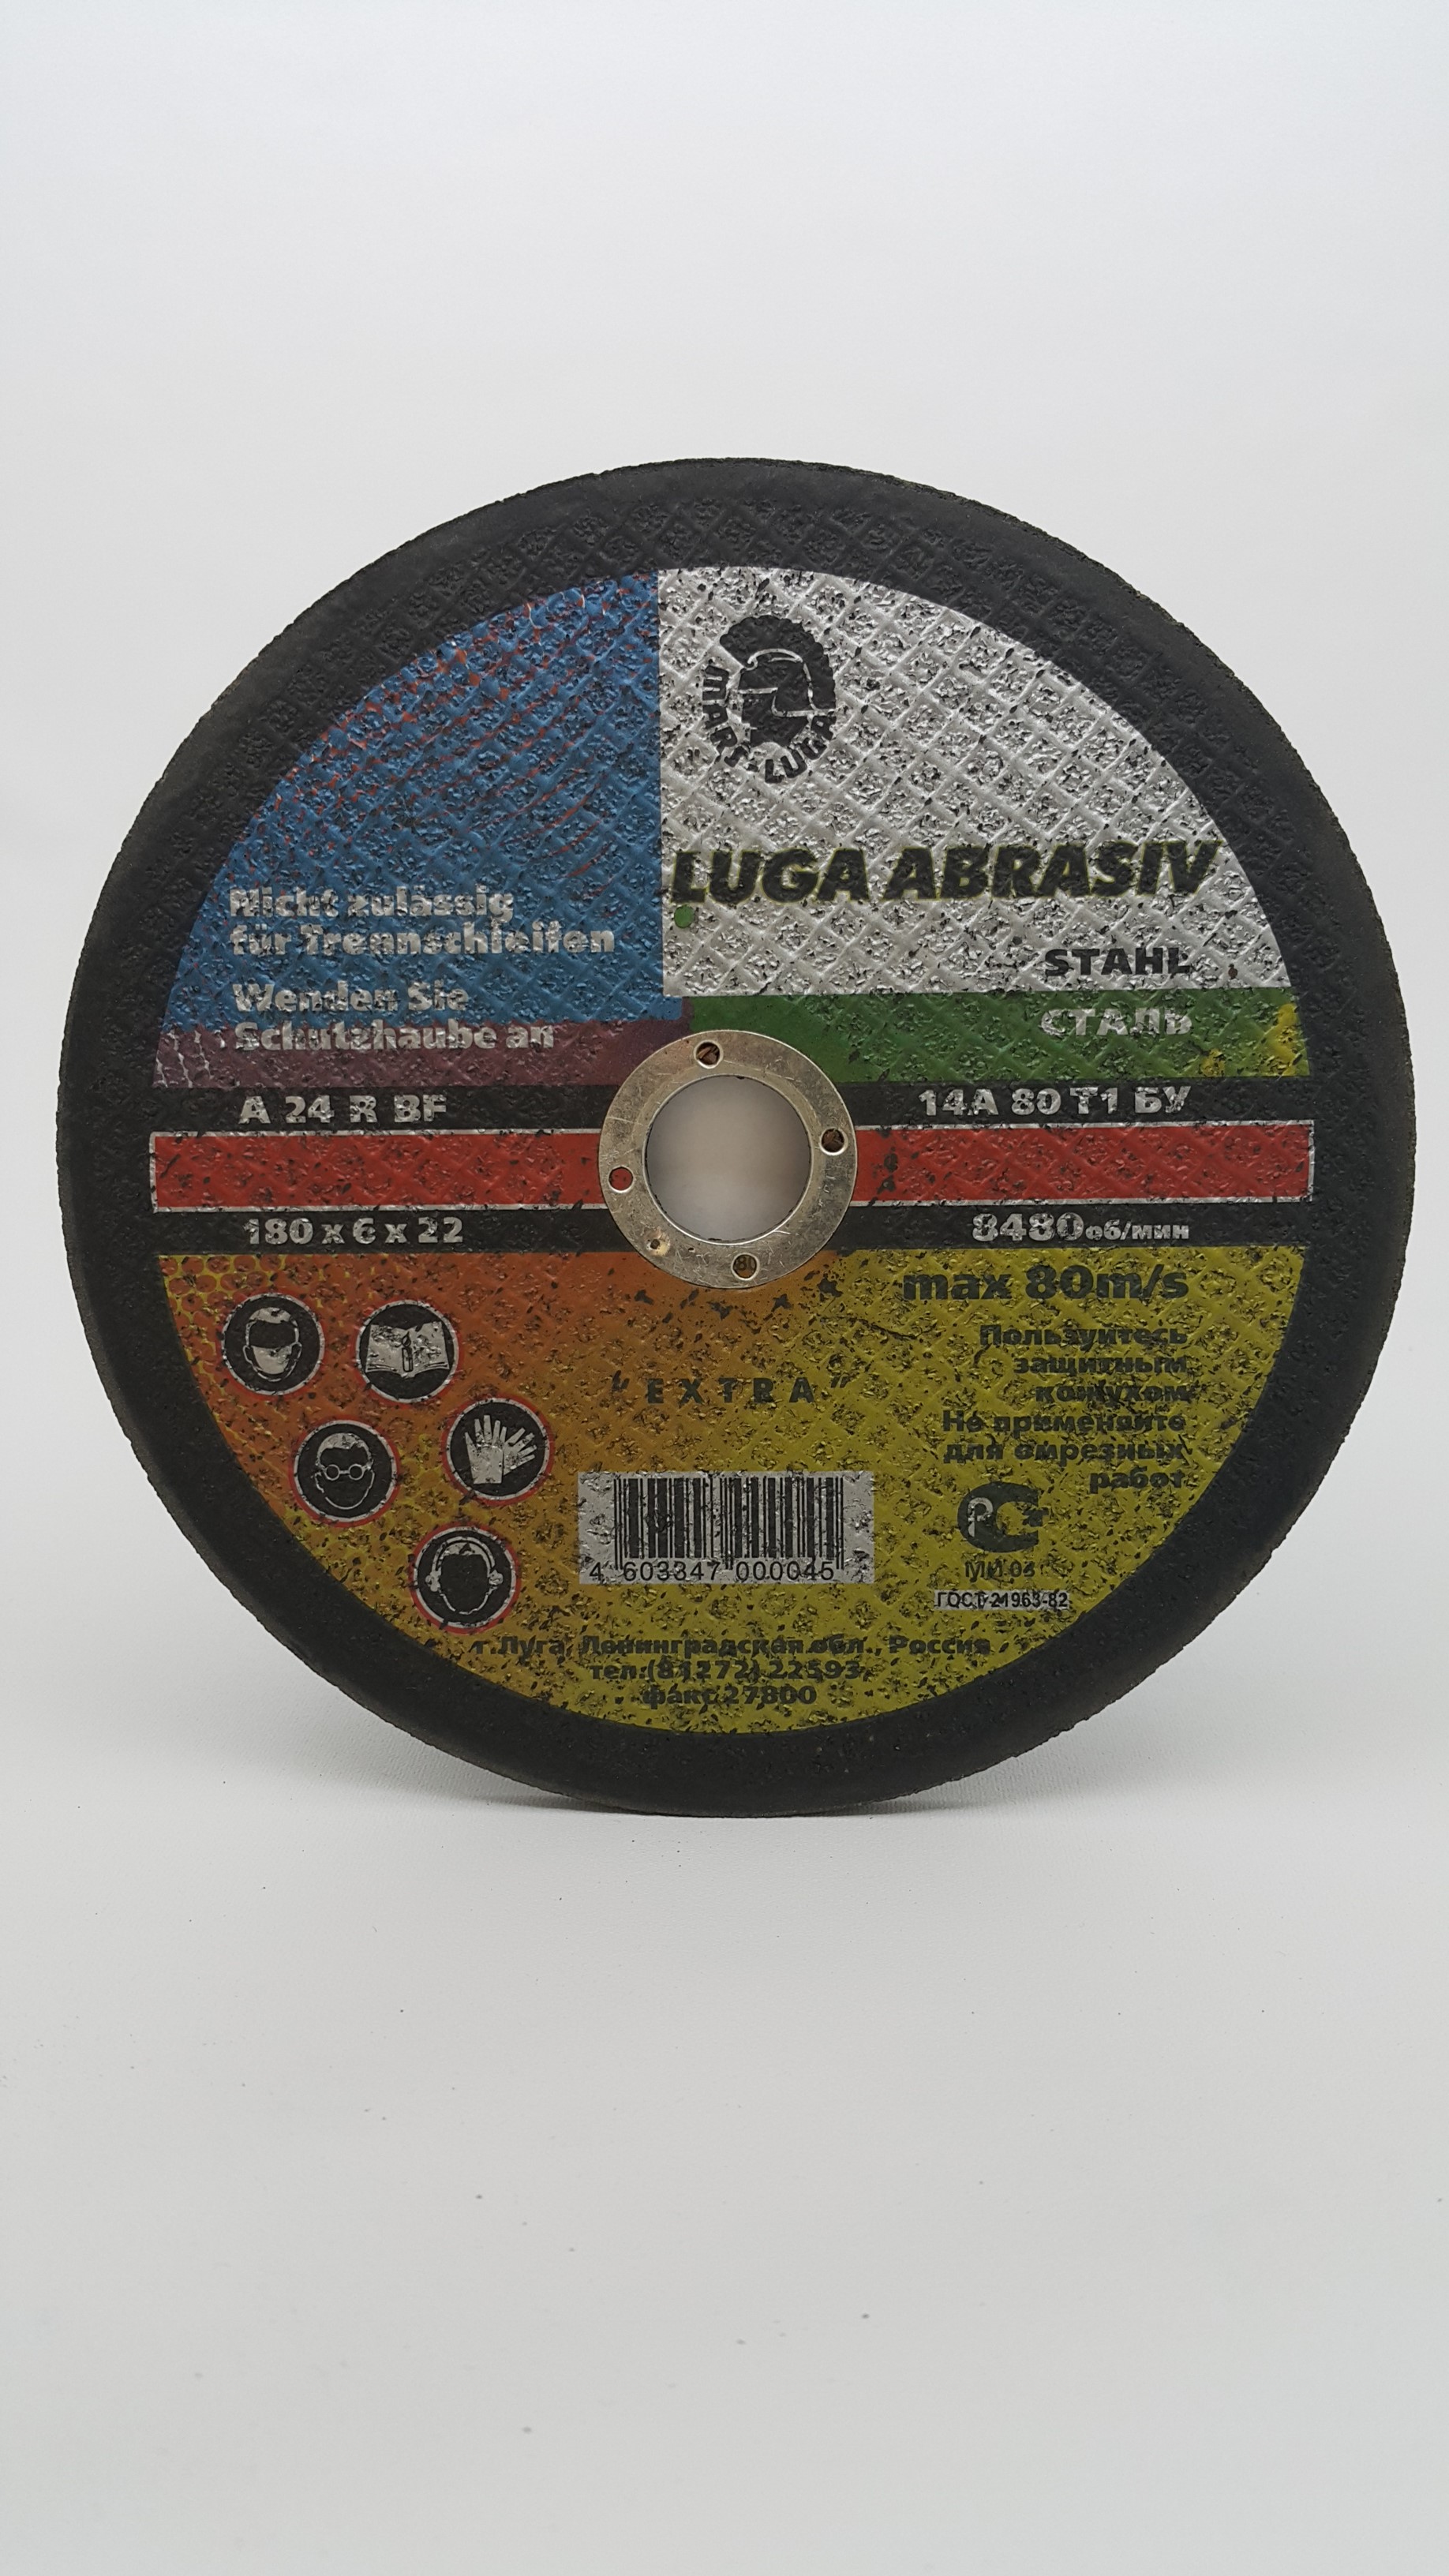 MARS LUGA
LUGA ABRASIV
STAHL
СТАЛЬ
Nicht zulässig
für Trennschleifen
Wenden Sie
Schutzhaube an
A 24 R BF
14A 80 T1 БУ
180 x 6 x 22
8480 об/мин
max 80m/s
Пользуйтесь
защитным
кожухом
Не применяйте
для
работ
"EXTRA"
4 603347 000045
ГОСТ 21963-82
г.Луга, Ленинградская обл., Россия
тел.(81272) 22593,
факс 27800